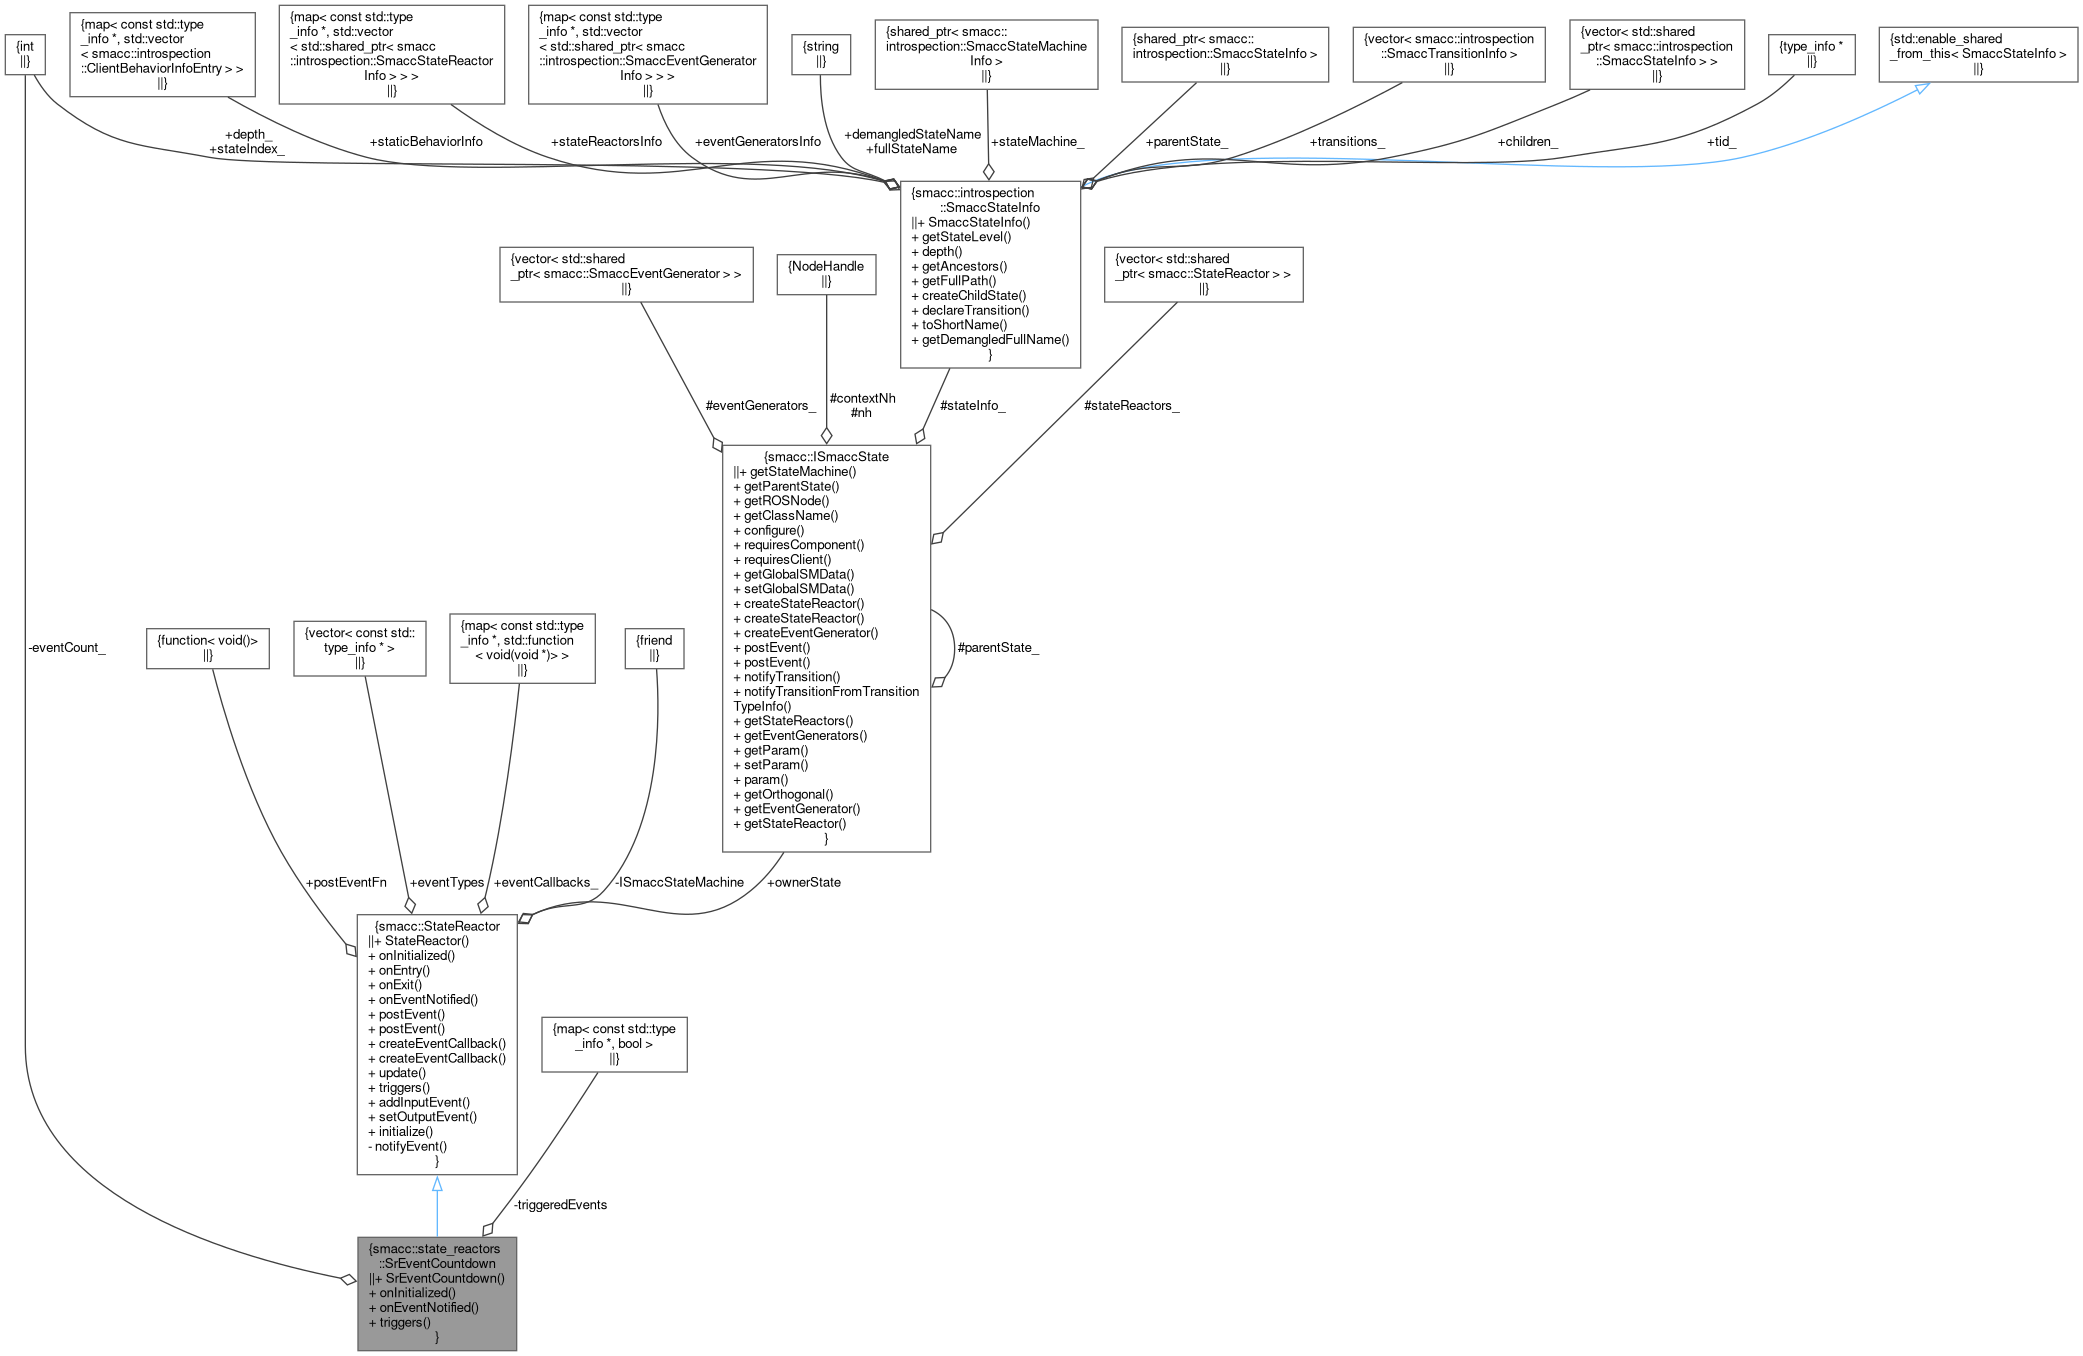 {int
||}
{map< const std::type
_info *, std::vector
< smacc::introspection
::ClientBehaviorInfoEntry > >
||}
{map< const std::type
_info *, std::vector
< std::shared_ptr< smacc
::introspection::SmaccStateReactor
Info > > >
||}
{map< const std::type
_info *, std::vector
< std::shared_ptr< smacc
::introspection::SmaccEventGenerator
Info > > >
||}
{string
||}
{shared_ptr< smacc::
introspection::SmaccStateMachine
Info >
||}
{shared_ptr< smacc::
introspection::SmaccStateInfo >
||}
{vector< smacc::introspection
::SmaccTransitionInfo >
||}
{vector< std::shared
_ptr< smacc::introspection
::SmaccStateInfo > >
||}
{type_info *
||}
{std::enable_shared
_from_this< SmaccStateInfo >
||}
+depth_
+stateIndex_
+staticBehaviorInfo
+stateReactorsInfo
+eventGeneratorsInfo
+demangledStateName
+fullStateName
+stateMachine_
+parentState_
+transitions_
+children_
+tid_
{smacc::introspection
::SmaccStateInfo
||+ SmaccStateInfo()
+ getStateLevel()
+ depth()
+ getAncestors()
+ getFullPath()
+ createChildState()
+ declareTransition()
+ toShortName()
+ getDemangledFullName()
}
{vector< std::shared
_ptr< smacc::SmaccEventGenerator > >
||}
{NodeHandle
||}
{vector< std::shared
_ptr< smacc::StateReactor > >
||}
#eventGenerators_
#contextNh
#nh
#stateInfo_
#stateReactors_
{smacc::ISmaccState
||+ getStateMachine()
+ getParentState()
+ getROSNode()
+ getClassName()
+ configure()
+ requiresComponent()
+ requiresClient()
+ getGlobalSMData()
+ setGlobalSMData()
+ createStateReactor()
+ createStateReactor()
+ createEventGenerator()
+ postEvent()
+ postEvent()
+ notifyTransition()
+ notifyTransitionFromTransition
TypeInfo()
+ getStateReactors()
+ getEventGenerators()
+ getParam()
+ setParam()
+ param()
+ getOrthogonal()
+ getEventGenerator()
+ getStateReactor()
}
#parentState_
-eventCount_
{function< void()>
||}
{vector< const std::
type_info * >
||}
{map< const std::type
_info *, std::function
< void(void *)> >
||}
{friend
||}
+postEventFn
+eventTypes
+eventCallbacks_
-ISmaccStateMachine
+ownerState
{smacc::StateReactor
||+ StateReactor()
+ onInitialized()
+ onEntry()
+ onExit()
+ onEventNotified()
+ postEvent()
+ postEvent()
+ createEventCallback()
+ createEventCallback()
+ update()
+ triggers()
+ addInputEvent()
+ setOutputEvent()
+ initialize()
- notifyEvent()
}
{map< const std::type
_info *, bool >
||}
-triggeredEvents
{smacc::state_reactors
::SrEventCountdown
||+ SrEventCountdown()
+ onInitialized()
+ onEventNotified()
+ triggers()
}